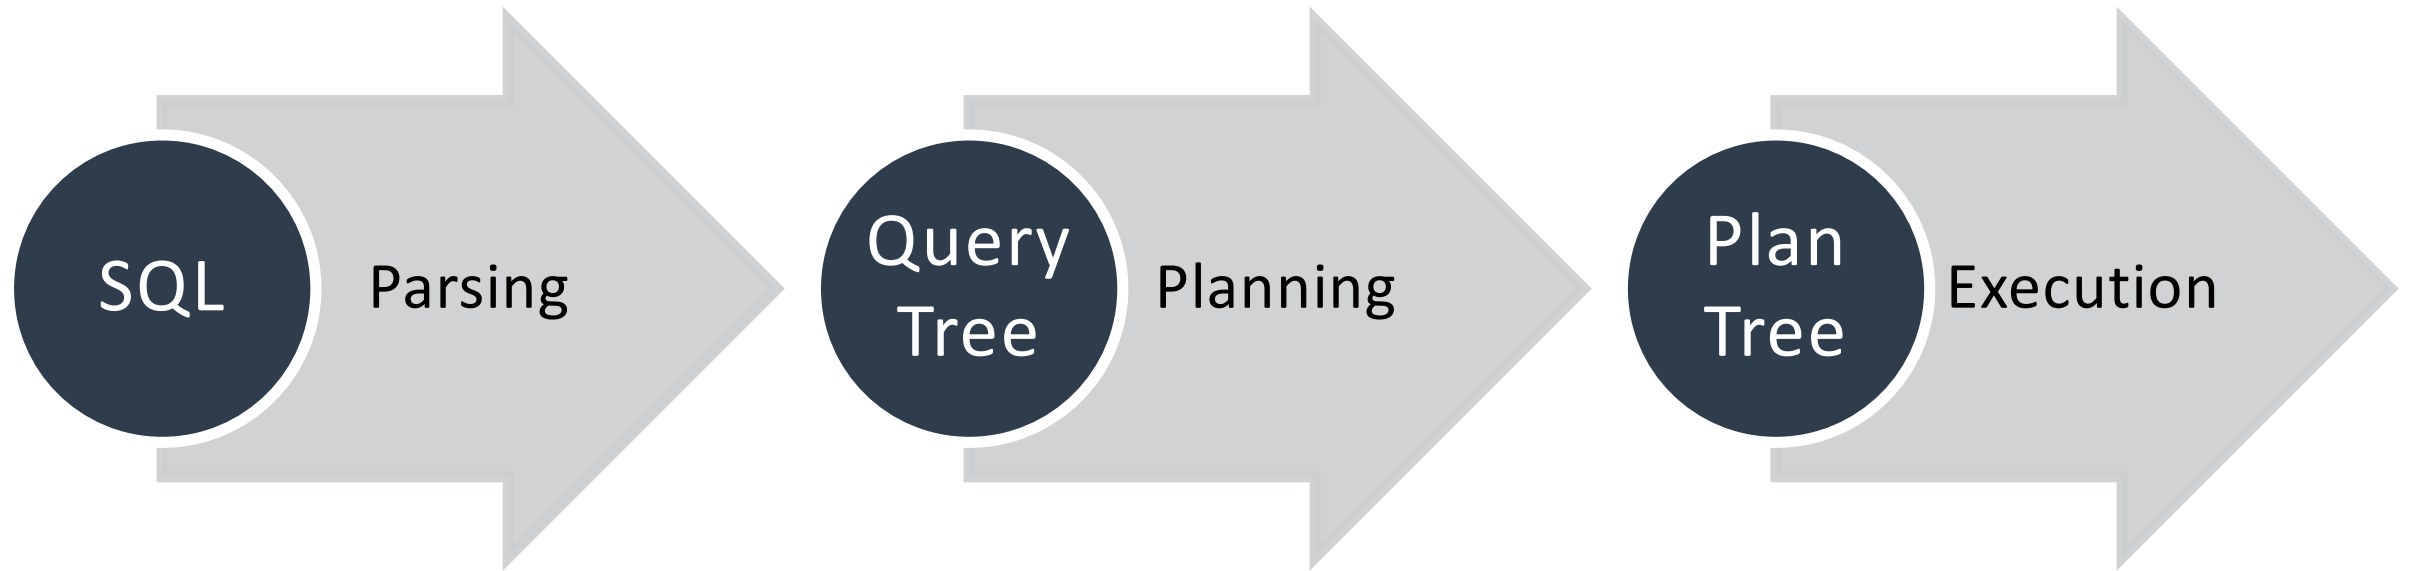 SQL
Parsing
Query
Tree
Planning
Plan
Tree
Execution